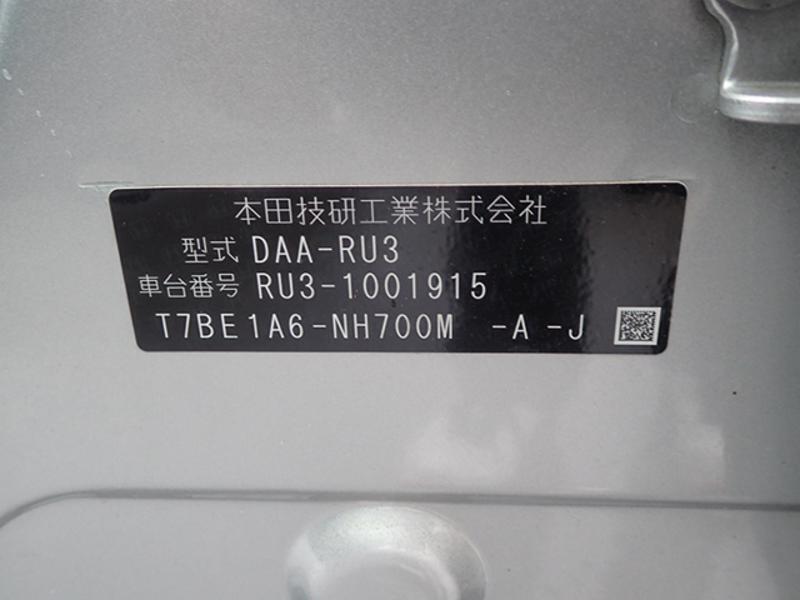 本田技研工業株式会社
型式 DAA-RU3
車台番号 RU3-1001915
T7BE1A6-NH700M -A-J